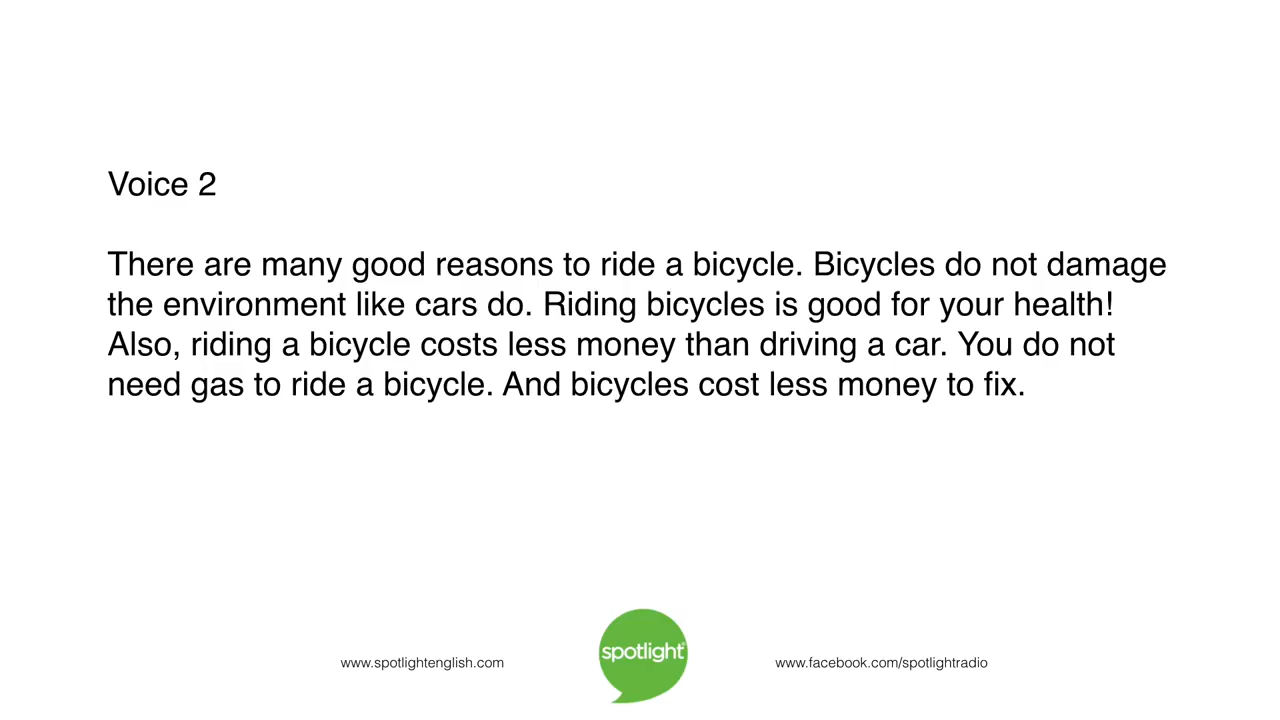 Voice 2
There are many good reasons to ride a bicycle. Bicycles do not damage
the environment like cars do. Riding bicycles is good for your health!
Also, riding a bicycle costs less money than driving a car. You do not
need gas to ride a bicycle. And bicycles cost less money to fix.
www.spotlightenglish.com
spotlight
www.facebook.com/spotlightradio